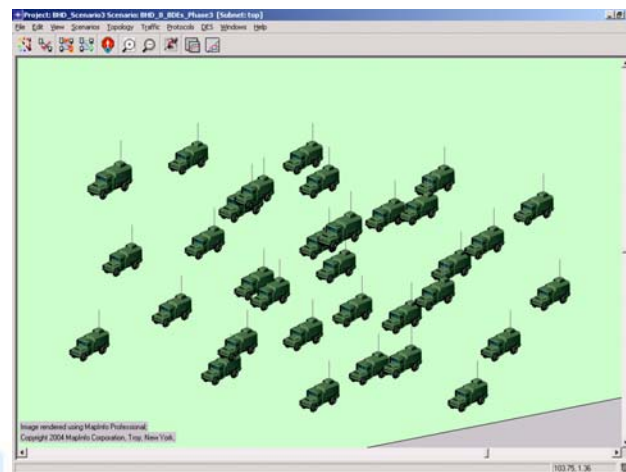 Project: BHD_Scenario3 Scenario: BHD_8_BDEs_Phase3 [Subnet: top]
File Edit View Scenarios Topology Traffic Protocols DES Windows Help
Image rendered using MapInfo Professional.
Copyright 2004 MapInfo Corporation, Troy, New York.
103.75, 1.36